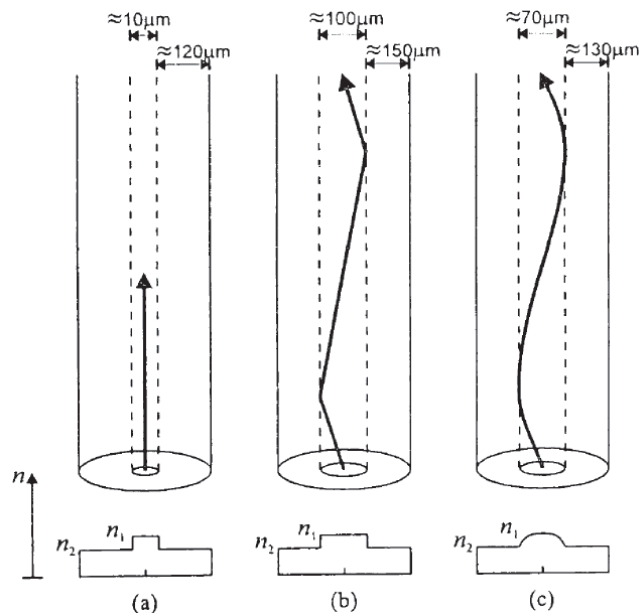 ≈10μm ≈100μm ≈70μm
≈120μm ≈150μm ≈130μm
n
n₂ n₁ n₂ n₁ n₂ n₁
(a) (b) (c)